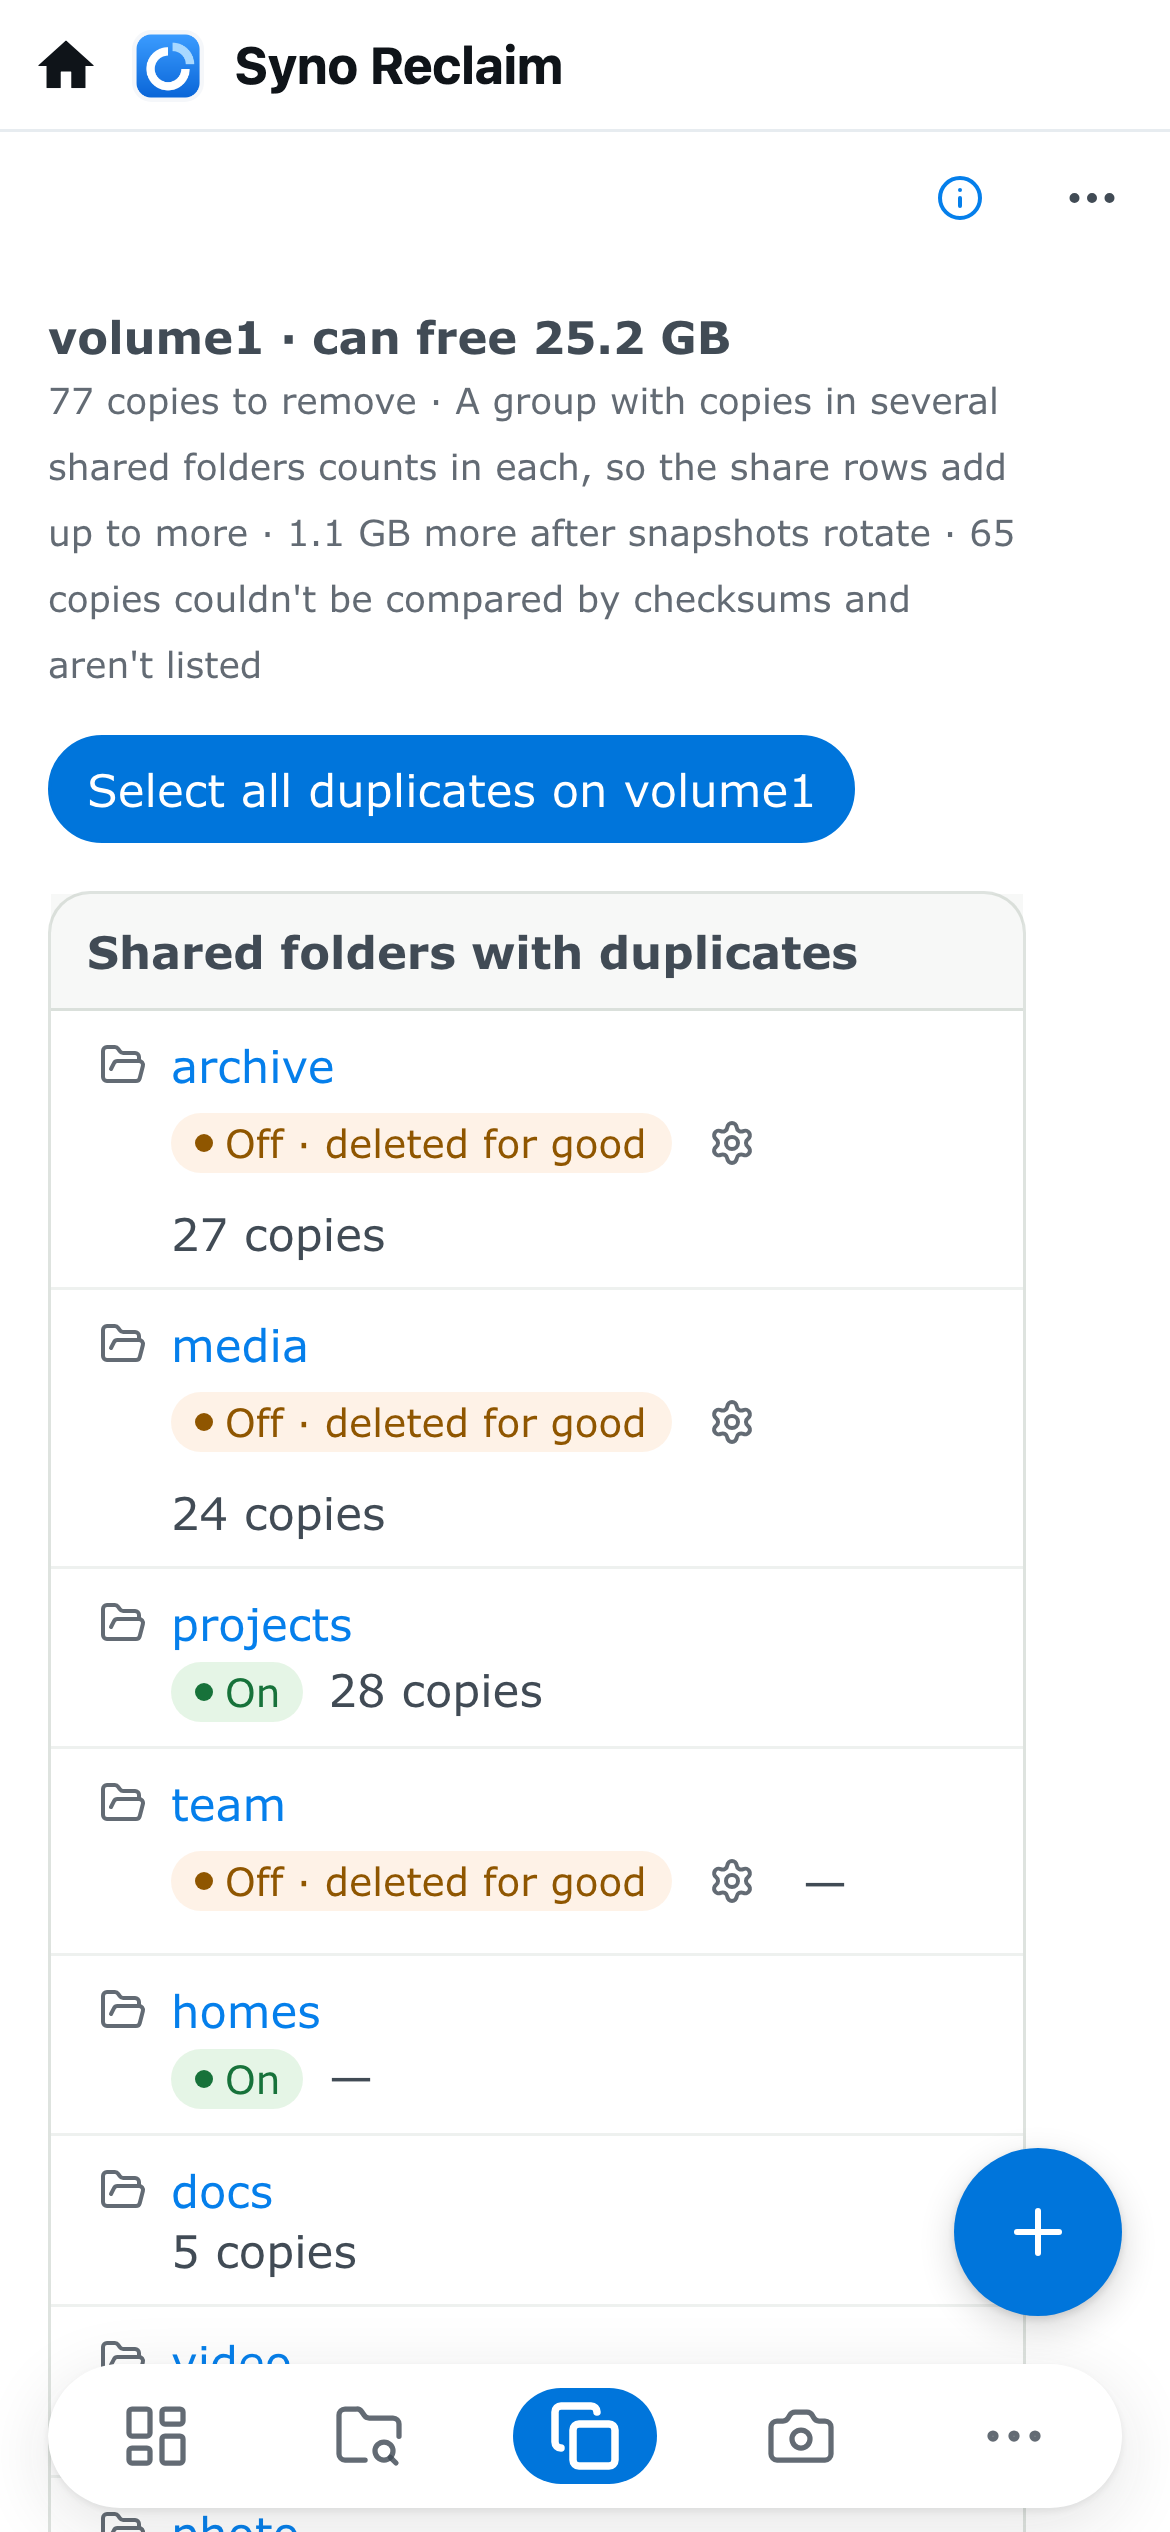 Syno Reclaim
volume1 · can free 25.2 GB
77 copies to remove · A group with copies in several
shared folders counts in each, so the share rows add
up to more · 1.1 GB more after snapshots rotate · 65
copies couldn't be compared by checksums and
aren't listed
Select all duplicates on volume1
Shared folders with duplicates
archive
Off · deleted for good
27 copies
media
Off · deleted for good
24 copies
projects
On 28 copies
team
Off · deleted for good —
homes
On —
docs
5 copies
video
photo